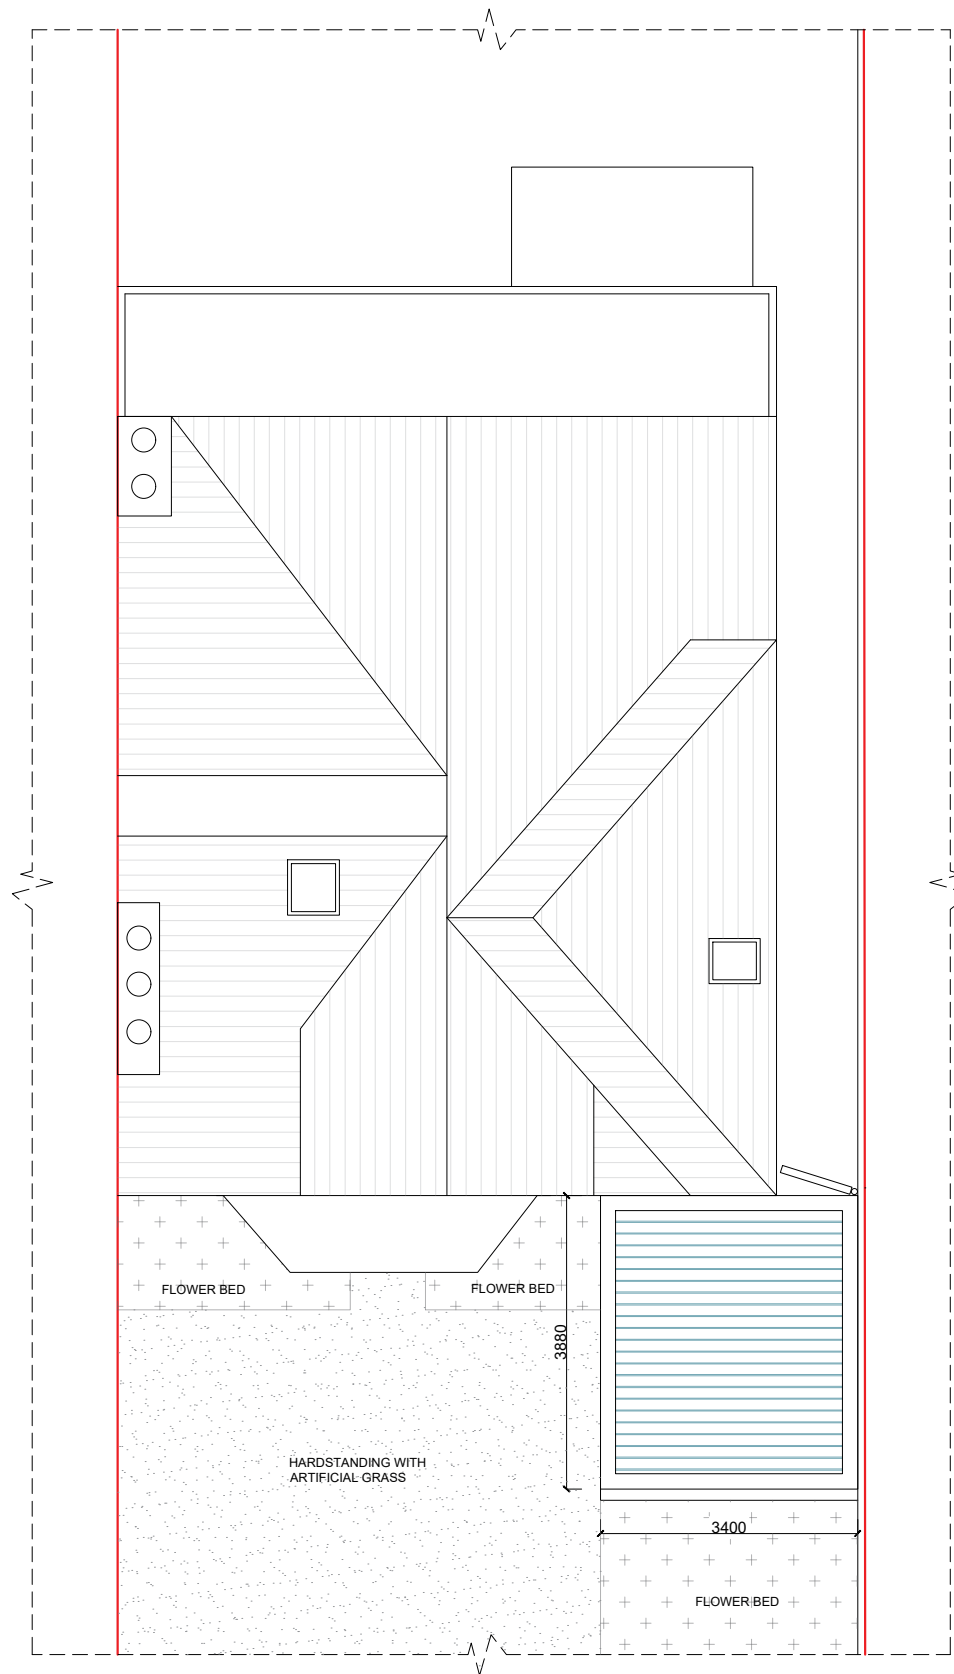 FLOWER BED
FLOWER BED
3880
HARDSTANDING WITH
ARTIFICIAL GRASS
3400
FLOWER BED